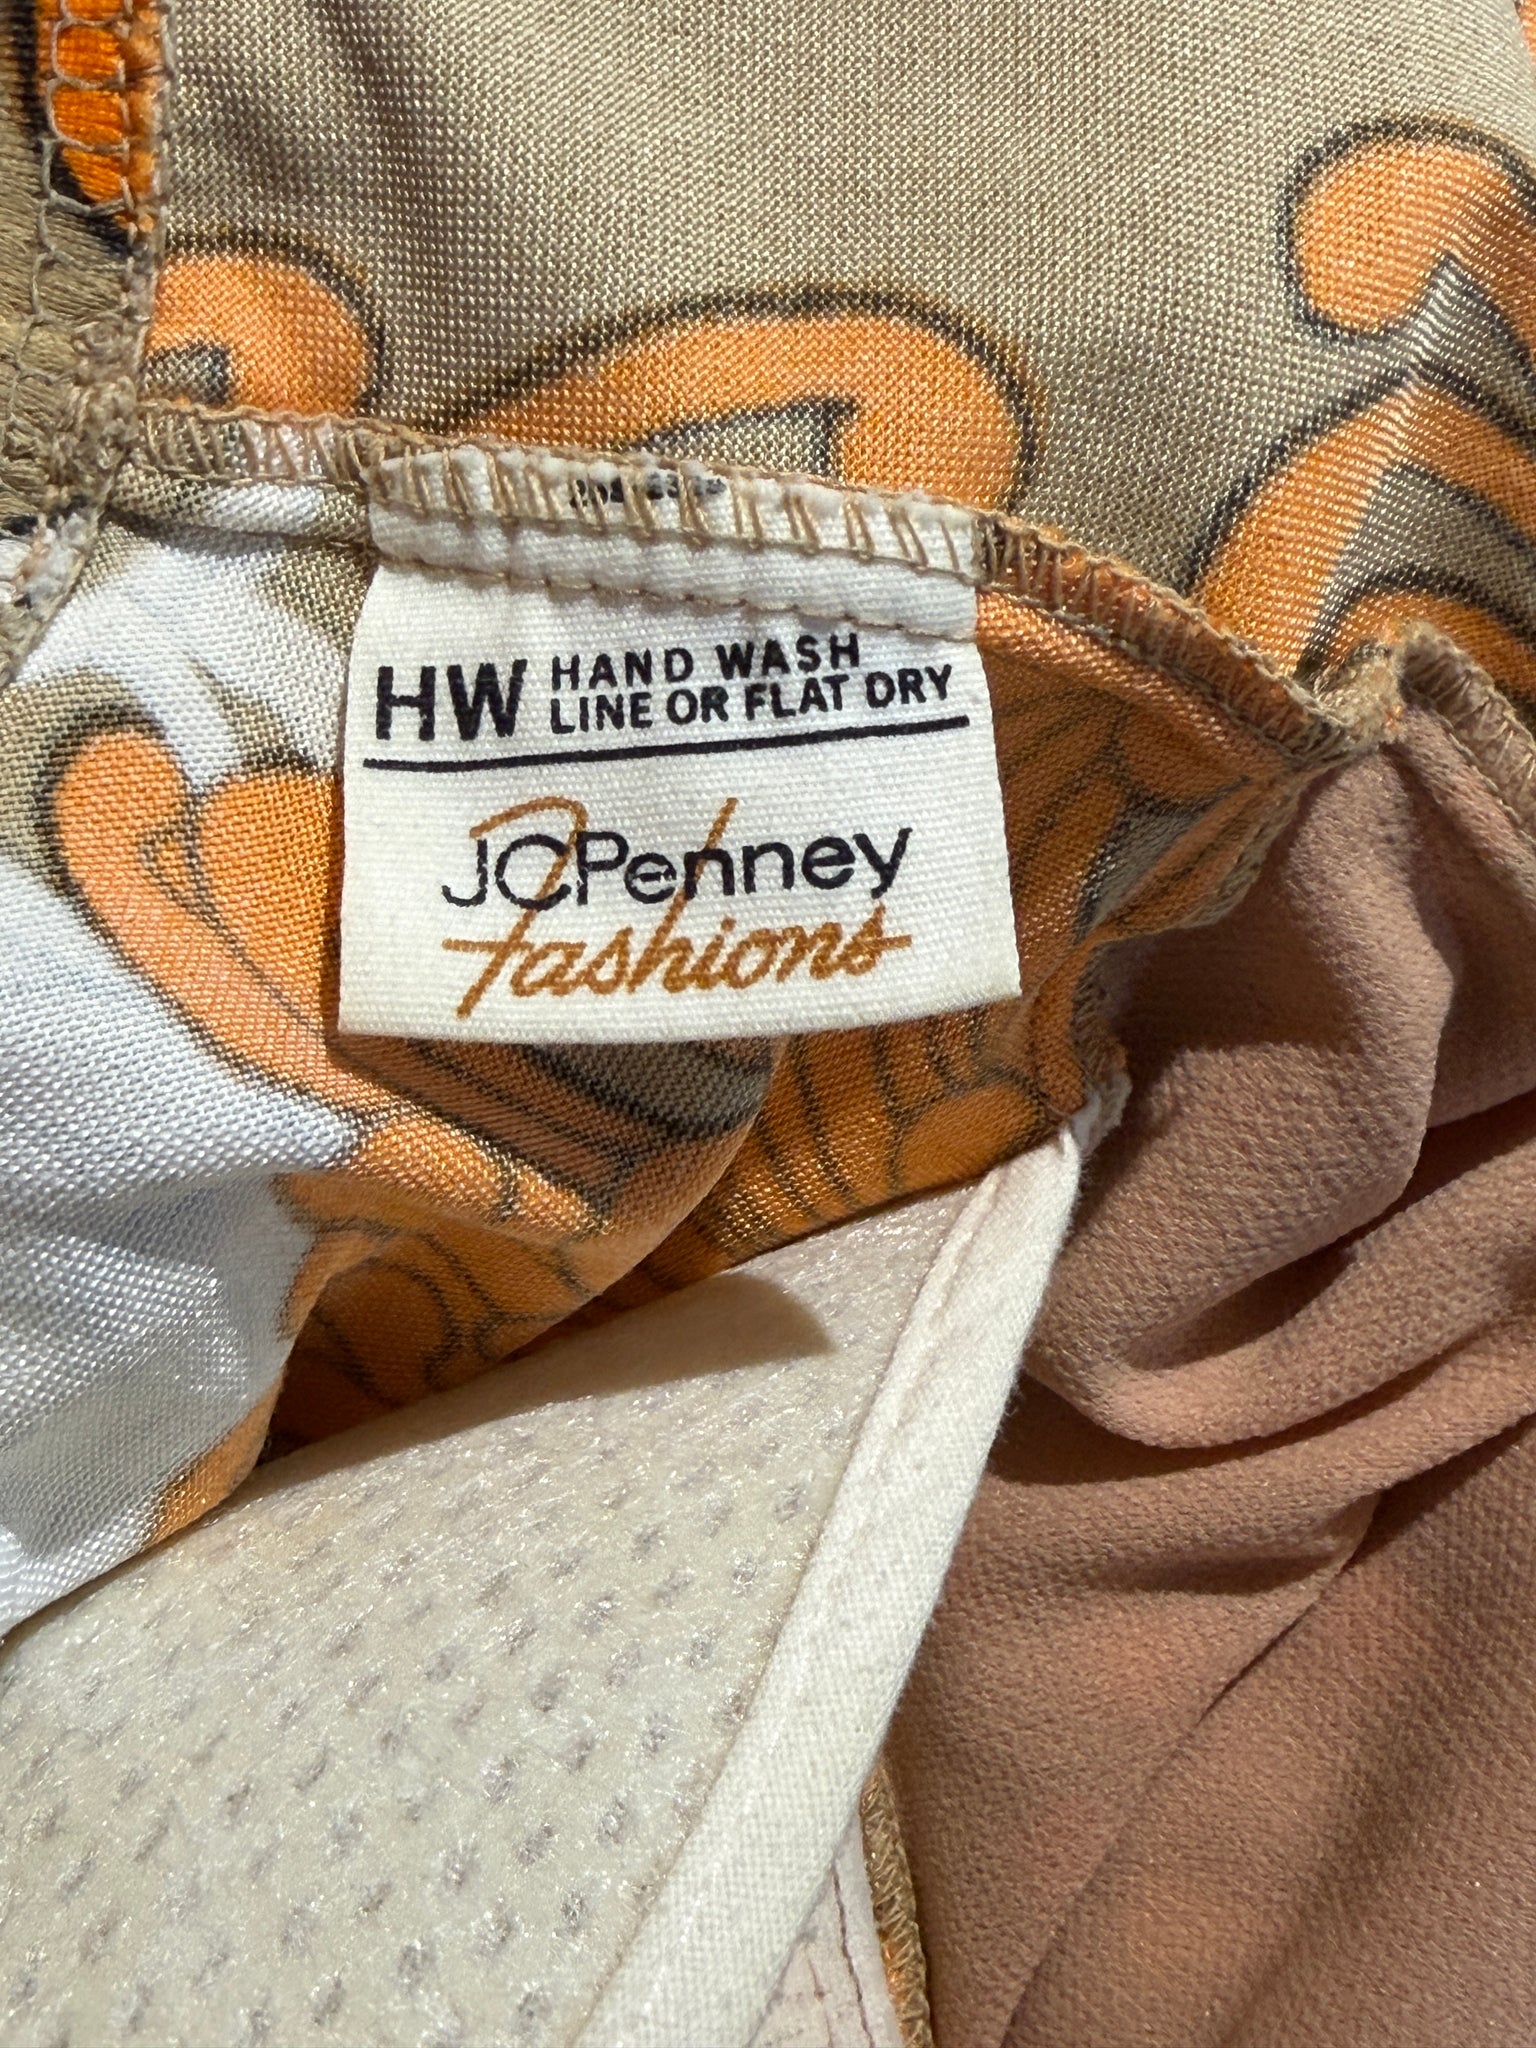 HW HAND WASH
LINE OR FLAT DRY
JCPenney
Fashions